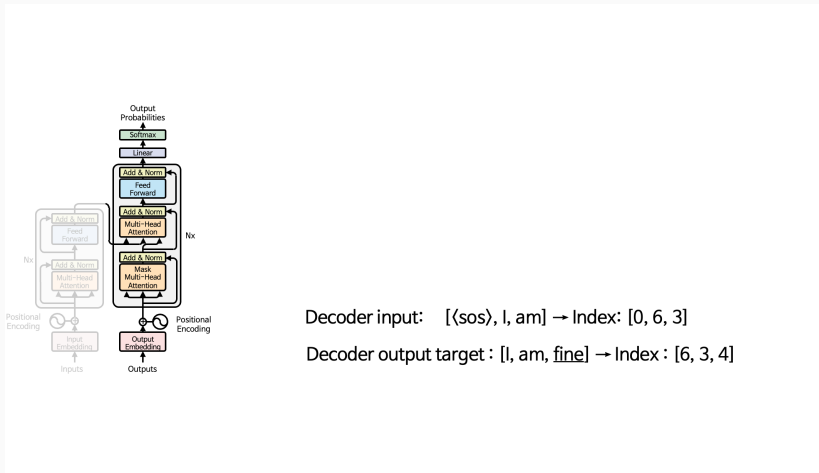 Output
Probabilities
Softmax
Linear
Add & Norm
Feed
Forward
Add & Norm
Multi-Head
Attention
Nx
Add & Norm
Mask
Multi-Head
Attention
Positional
Encoding
Output
Embedding
Outputs
Add & Norm
Feed
Forward
Nx
Add & Norm
Multi-Head
Attention
Positional
Encoding
Input
Embedding
Inputs
Decoder input: [⟨sos⟩, I, am] → Index: [0, 6, 3]
Decoder output target : [I, am, fine] → Index : [6, 3, 4]